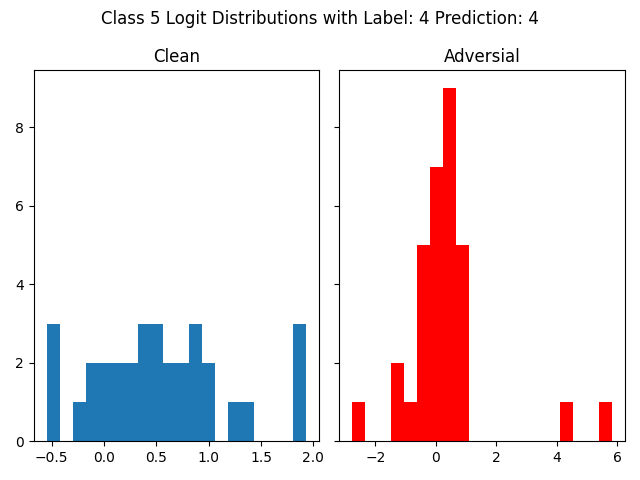 Class 5 Logit Distributions with Label: 4 Prediction: 4
Clean
Adversial
8
6
4
2
0
−0.5 0.0 0.5 1.0 1.5 2.0
−2 0 2 4 6